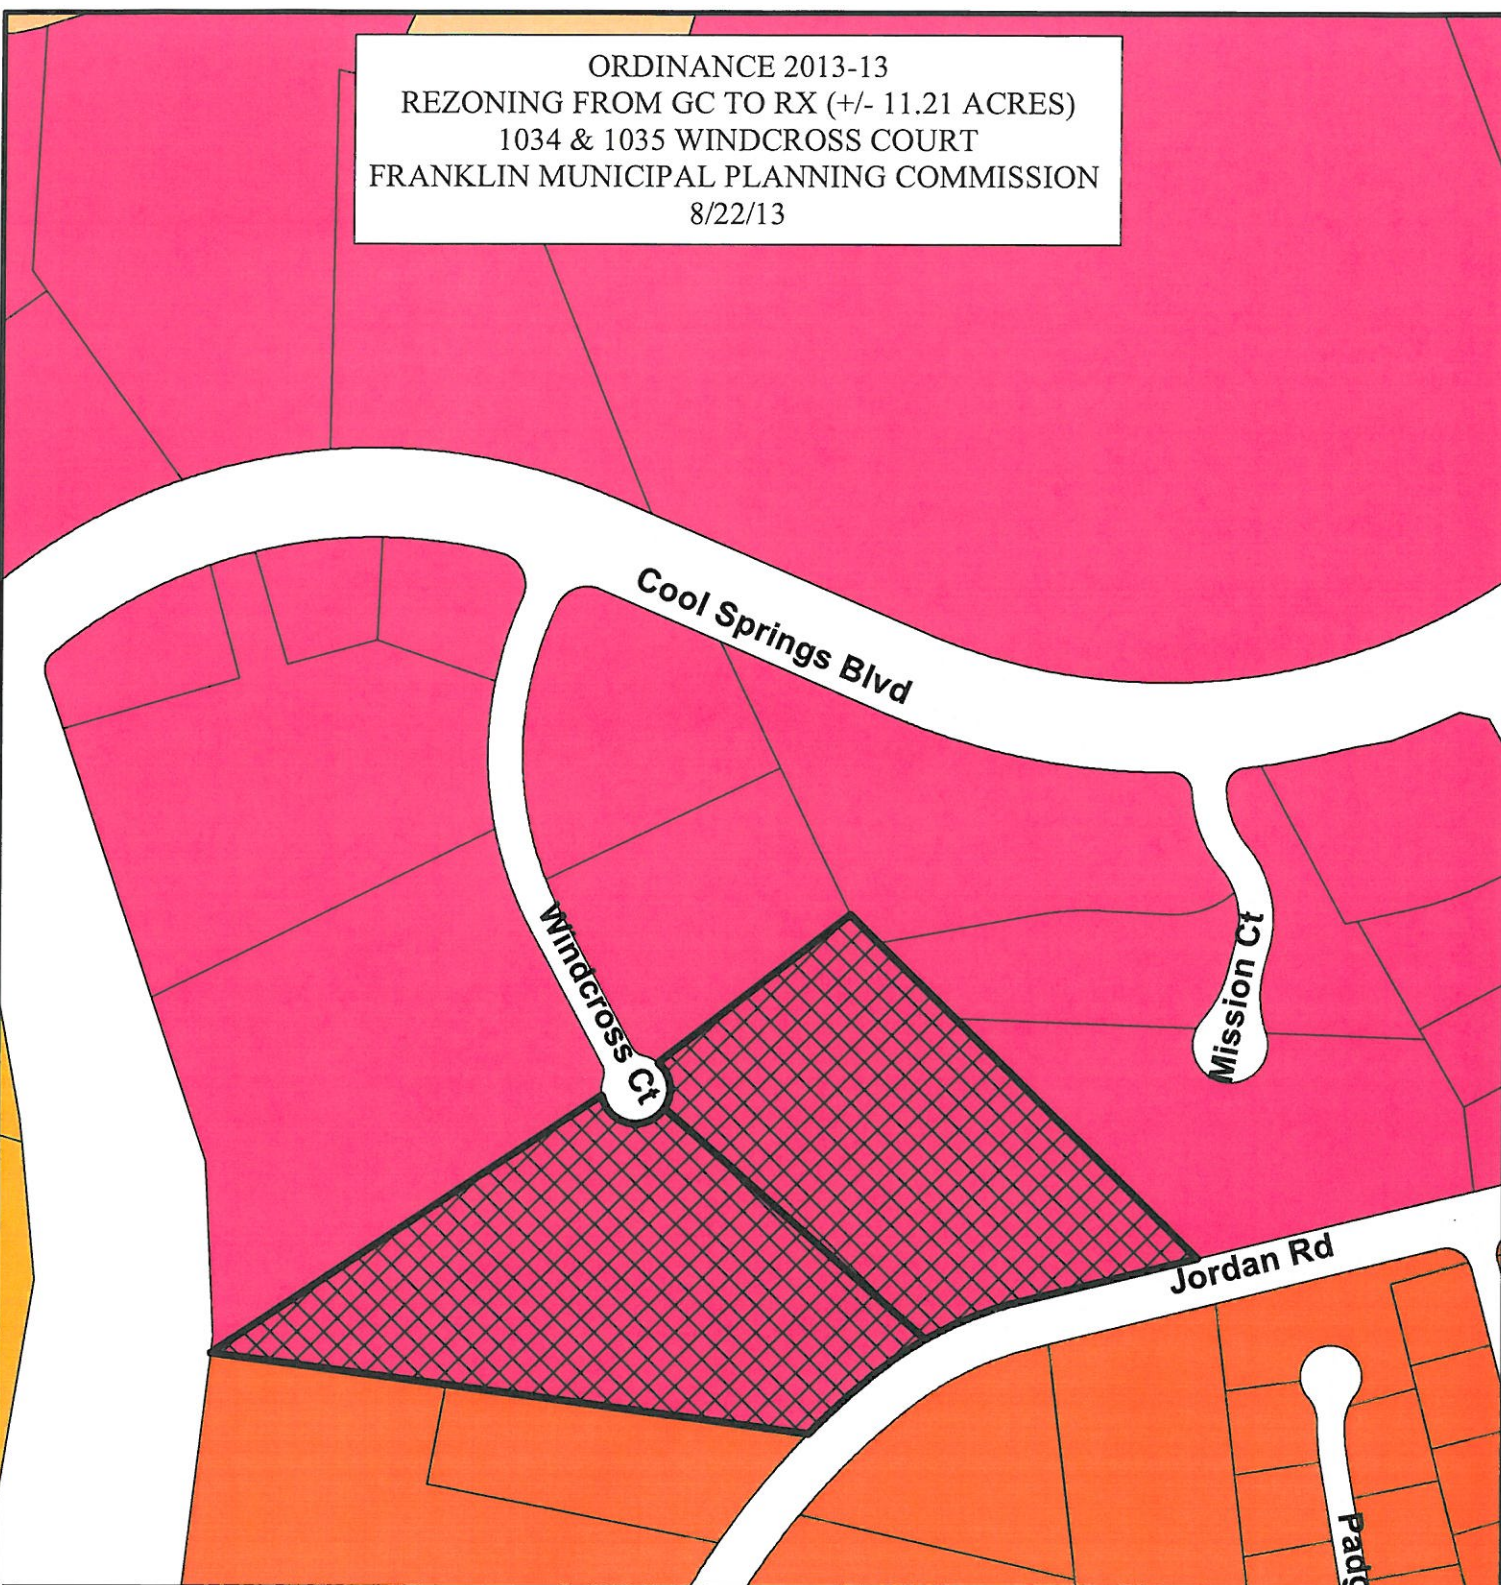 ORDINANCE 2013-13
REZONING FROM GC TO RX (+/- 11.21 ACRES)
1034 & 1035 WINDCROSS COURT
FRANKLIN MUNICIPAL PLANNING COMMISSION
8/22/13
Cool Springs Blvd
Windcross Ct
Mission Ct
Jordan Rd